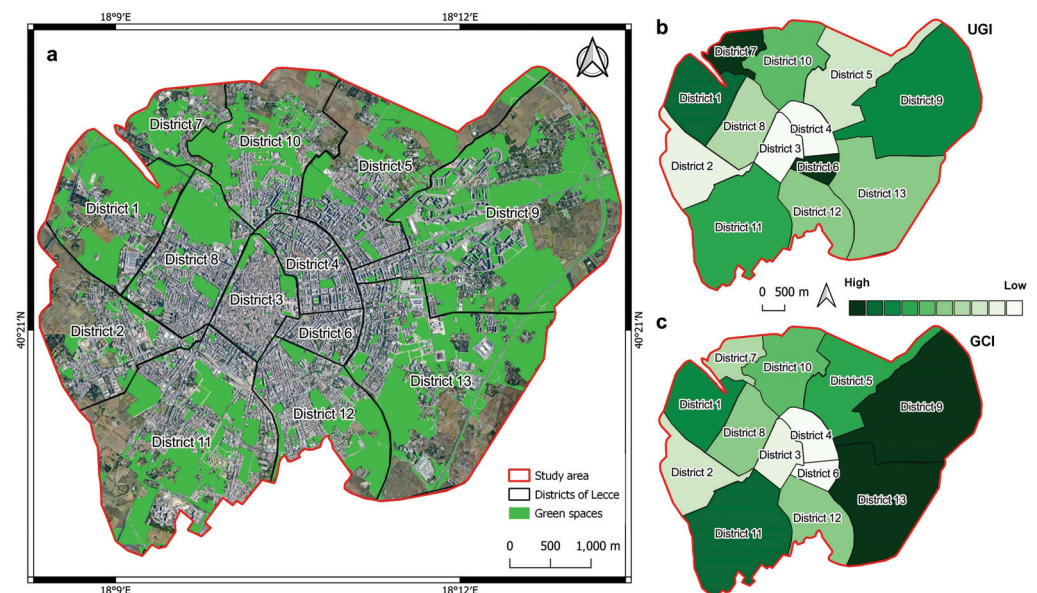 18°9'E
18°12'E
a
40°21'N
40°21'N
District 7
District 10
District 5
District 1
District 9
District 8
District 4
District 3
District 2
District 6
District 13
District 12
District 11
Study area
Districts of Lecce
Green spaces
0 500 1,000 m
18°9'E
18°12'E
b
UGI
District 7
District 10
District 5
District 1
District 9
District 8
District 4
District 3
District 2
District 6
District 13
District 12
District 11
High
Low
0 500 m
c
GCI
District 7
District 10
District 5
District 1
District 9
District 8
District 4
District 3
District 2
District 6
District 13
District 12
District 11